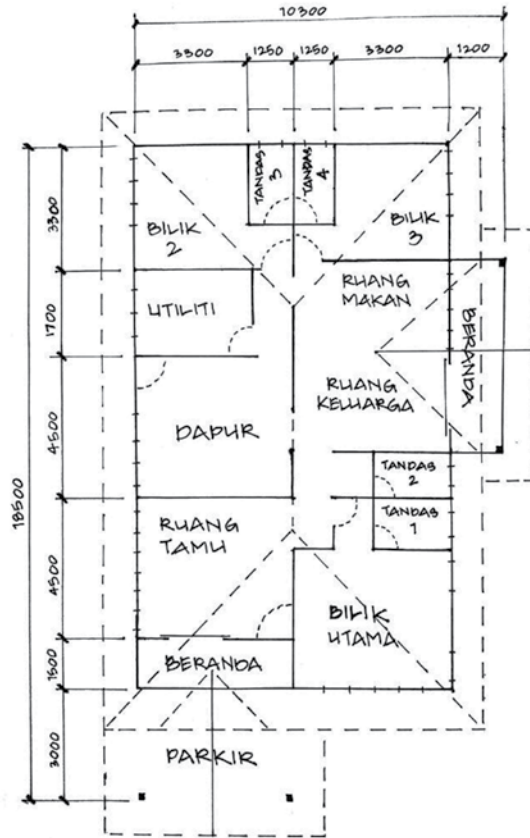 10300
3300 1250 1250 3300 1200
TANDAS
3
TANDAS
4
BILIK
2
BILIK
3
3300
UTILITI
RUANG
MAKAN
1700
BERANDA
RUANG
KELUARGA
DAPUR
4500
TANDAS
2
TANDAS
1
18500
RUANG
TAMU
4500
BILIK
UTAMA
BERANDA
1500
PARKIR
3000